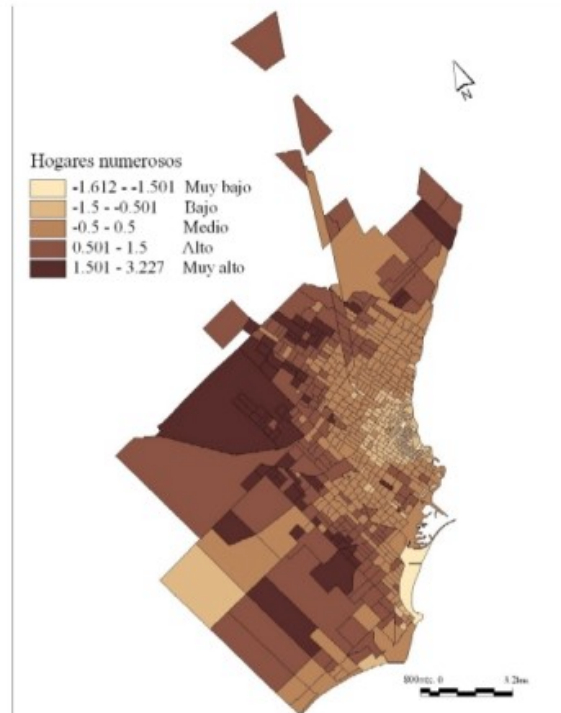 N
Hogares numerosos
-1.612 - -1.501 Muy bajo
-1.5 - -0.501 Bajo
-0.5 - 0.5 Medio
0.501 - 1.5 Alto
1.501 - 3.227 Muy alto
0